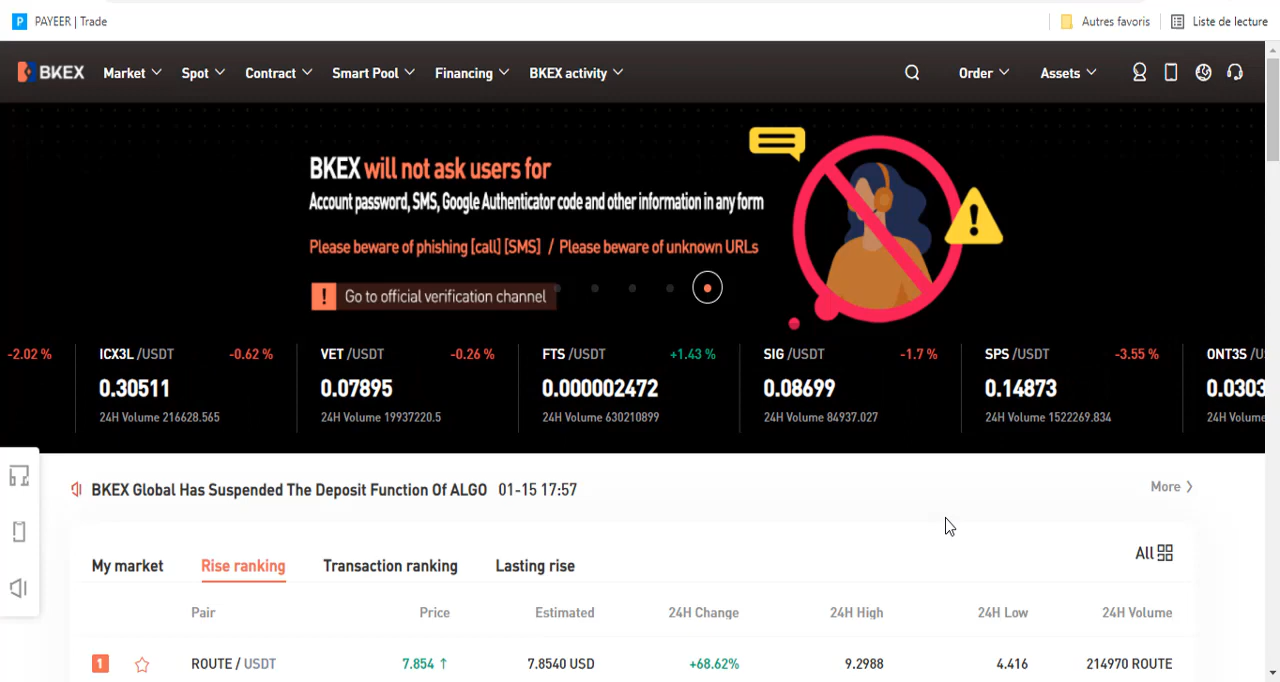 P PAYEER | Trade Autres favoris Liste de lecture
BKEX Market Spot Contract Smart Pool Financing BKEX activity Order Assets
BKEX will not ask users for
Account password, SMS, Google Authenticator code and other information in any form
Please beware of phishing [call] [SMS] / Please beware of unknown URLs
! Go to official verification channel
-2.02 % ICX3L /USDT -0.62 % VET /USDT -0.26 % FTS /USDT +1.43 % SIG /USDT -1.7 % SPS /USDT -3.55 % ONT3S /U
0.30511 0.07895 0.000002472 0.08699 0.14873 0.0303
24H Volume 216628.565 24H Volume 19937220.5 24H Volume 630210899 24H Volume 84937.027 24H Volume 1522269.834 24H Volume
BKEX Global Has Suspended The Deposit Function Of ALGO 01-15 17:57 More
All
My market Rise ranking Transaction ranking Lasting rise
Pair Price Estimated 24H Change 24H High 24H Low 24H Volume
1 ROUTE / USDT 7.854 ↑ 7.8540 USD +68.62% 9.2988 4.416 214970 ROUTE